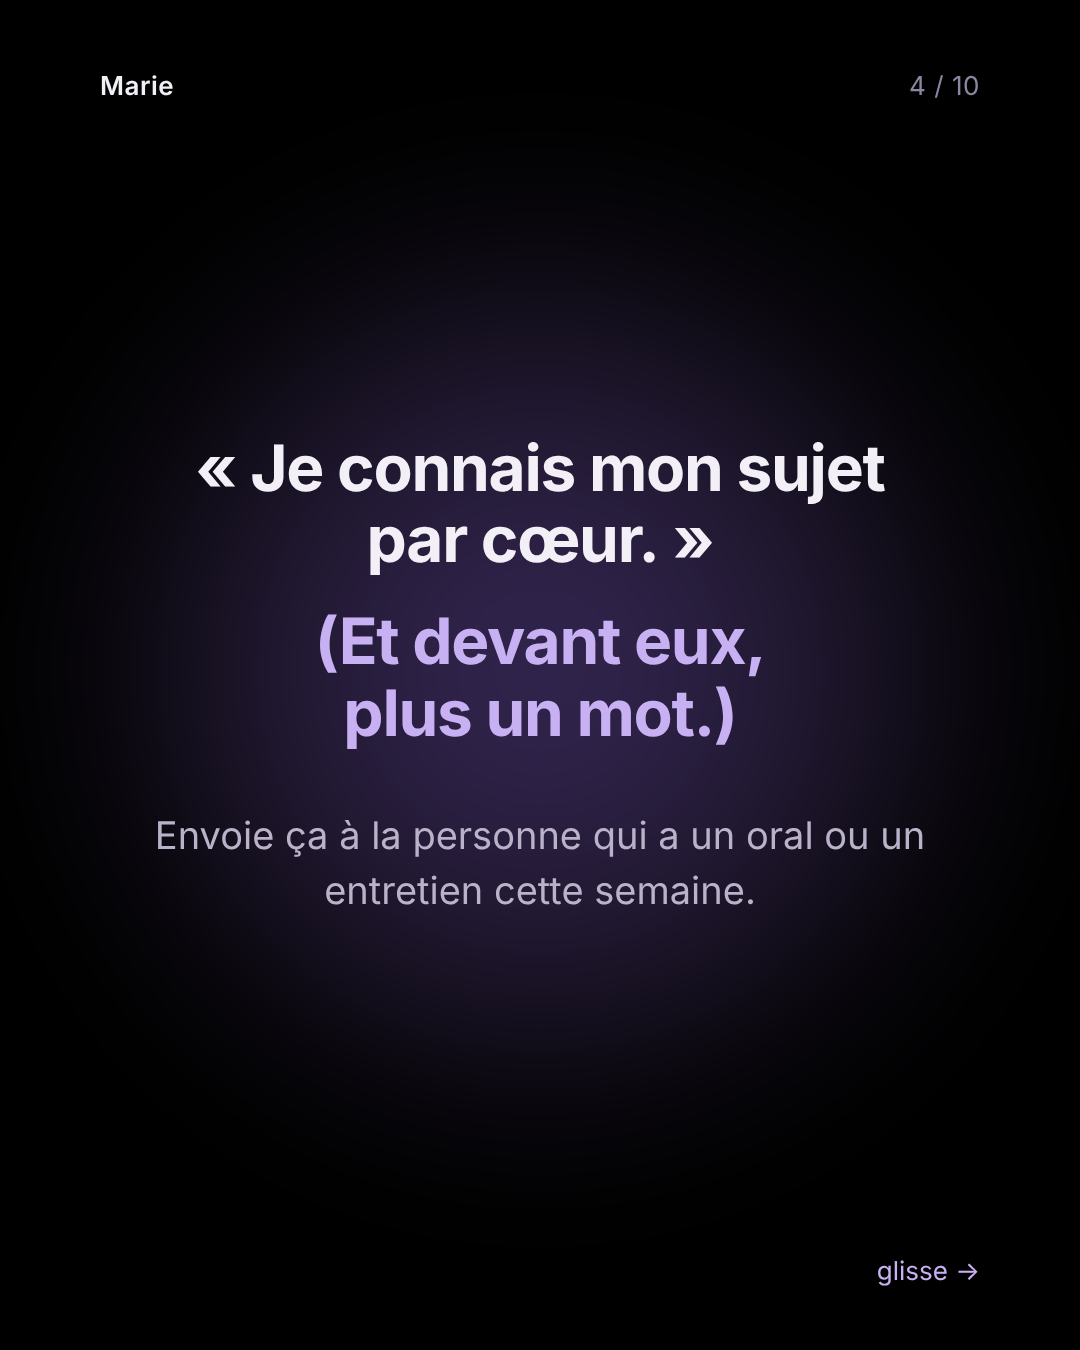 Marie
4 / 10
« Je connais mon sujet
par cœur. »
(Et devant eux,
plus un mot.)
Envoie ça à la personne qui a un oral ou un
entretien cette semaine.
glisse →